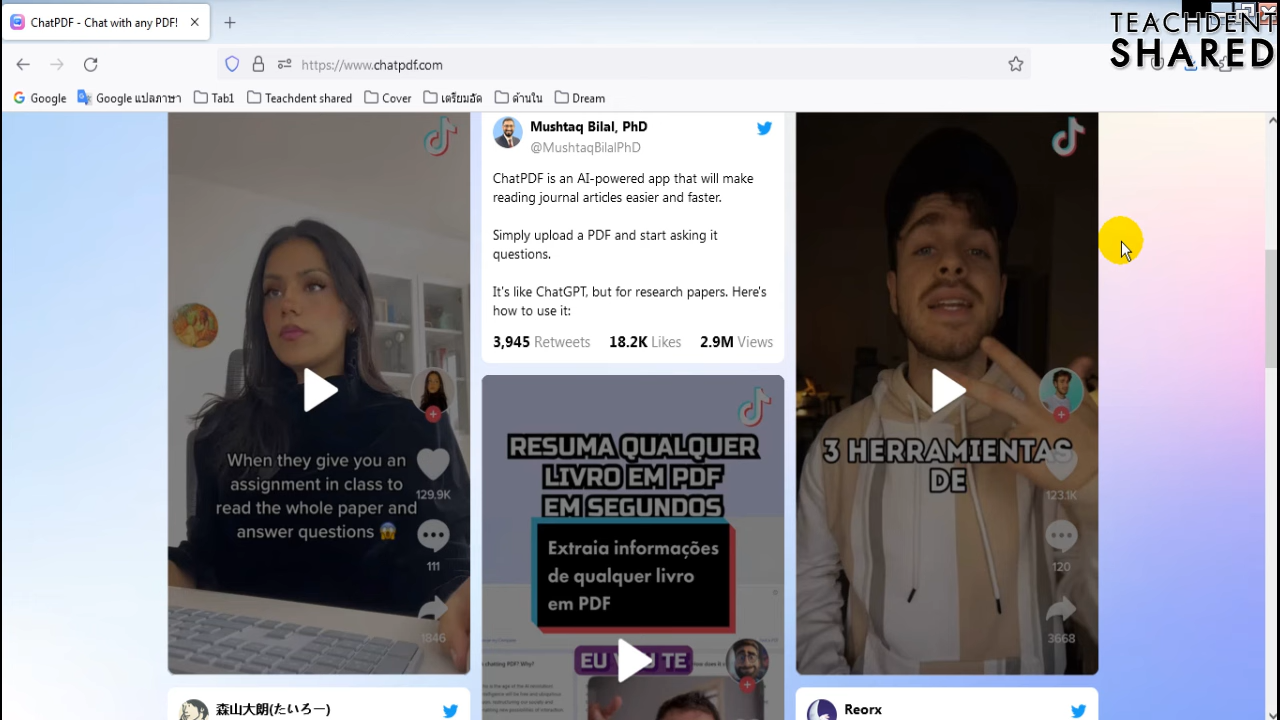 ChatPDF - Chat with any PDF!
TEACHDENT
SHARED
https://www.chatpdf.com
Google
Google แปลภาษา
Tab1
Teachdent shared
Cover
เตรียมอัด
ด้านใน
Dream
Mushtaq Bilal, PhD
@MushtaqBilalPhD
ChatPDF is an AI-powered app that will make
reading journal articles easier and faster.
Simply upload a PDF and start asking it
questions.
It's like ChatGPT, but for research papers. Here's
how to use it:
3,945 Retweets 18.2K Likes 2.9M Views
When they give you an
assignment in class to
read the whole paper and
answer questions 😱
129.9K
111
1846
RESUMA QUALQUER
LIVRO EM PDF
EM SEGUNDOS
Extraia informações
de qualquer livro
em PDF
3 HERRAMIENTAS
DE
123.1K
120
3668
森山大朗(たいろー)
Reorx